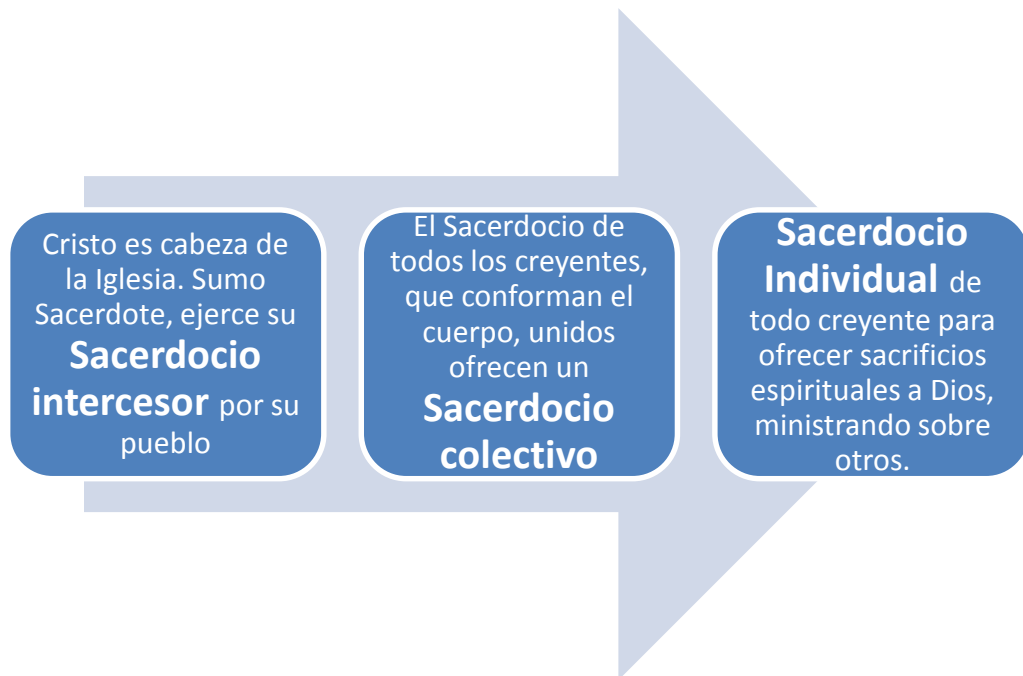 Cristo es cabeza de
la Iglesia. Sumo
Sacerdote, ejerce su
Sacerdocio
intercesor por su
pueblo
El Sacerdocio de
todos los creyentes,
que conforman el
cuerpo, unidos
ofrecen un
Sacerdocio
colectivo
Sacerdocio
Individual de
todo creyente para
ofrecer sacrificios
espirituales a Dios,
ministrando sobre
otros.